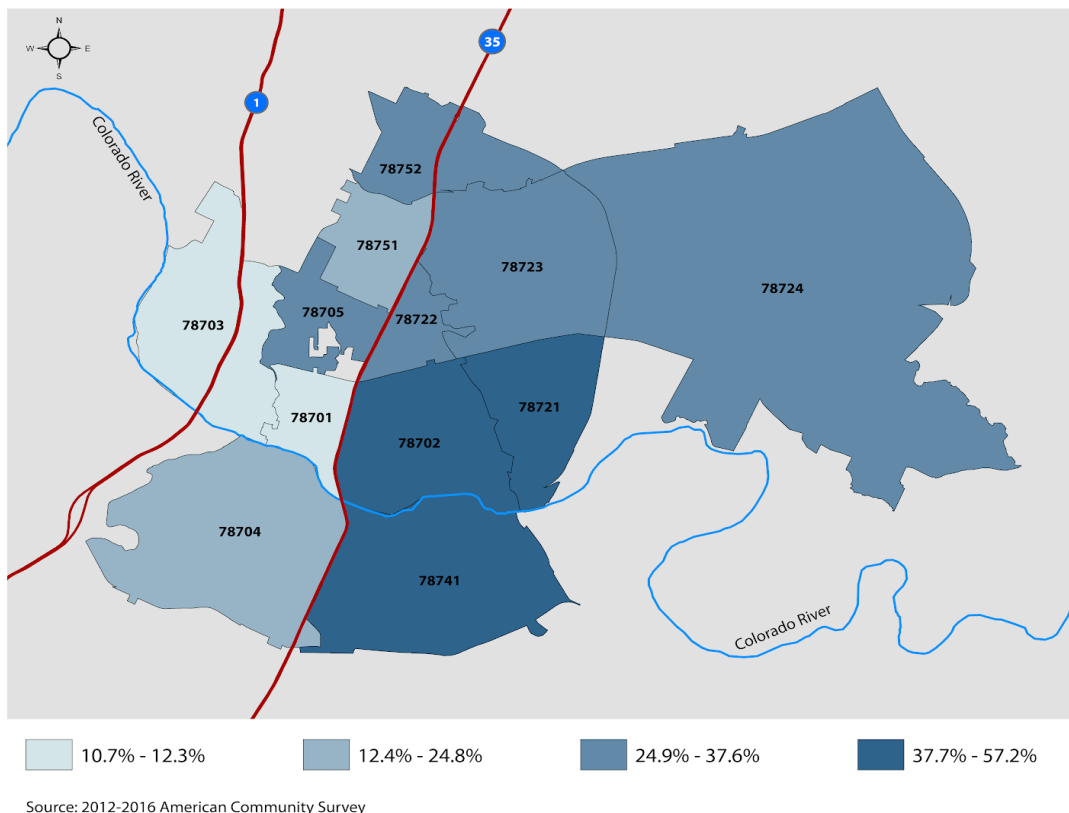 N
W E
S
1
35
Colorado River
78752
78751
78723
78724
78705
78722
78703
78721
78701
78702
78704
78741
Colorado River
10.7% - 12.3%
12.4% - 24.8%
24.9% - 37.6%
37.7% - 57.2%
Source: 2012-2016 American Community Survey